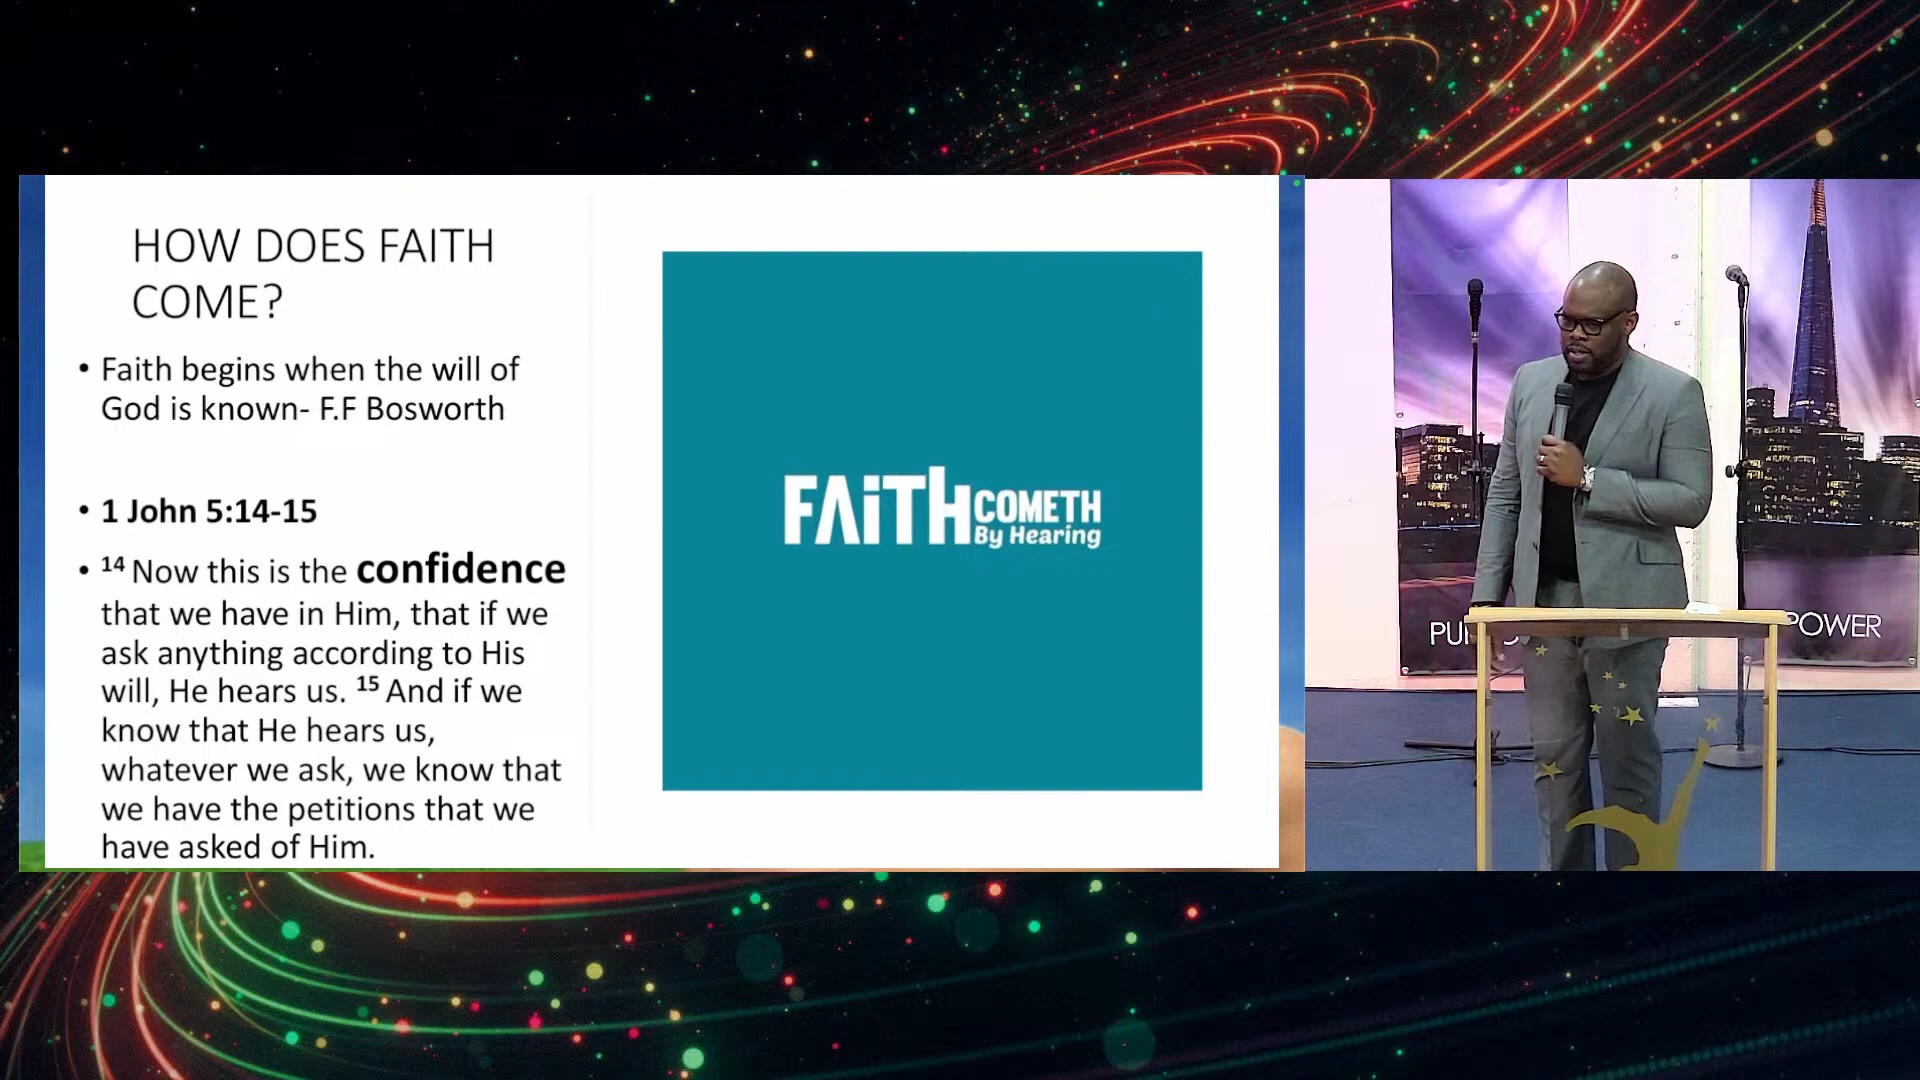 HOW DOES FAITH
COME?
• Faith begins when the will of
God is known- F.F Bosworth
• 1 John 5:14-15
• 14 Now this is the confidence
that we have in Him, that if we
ask anything according to His
will, He hears us. 15 And if we
know that He hears us,
whatever we ask, we know that
we have the petitions that we
have asked of Him.
FAiTH COMETH
By Hearing
POWER